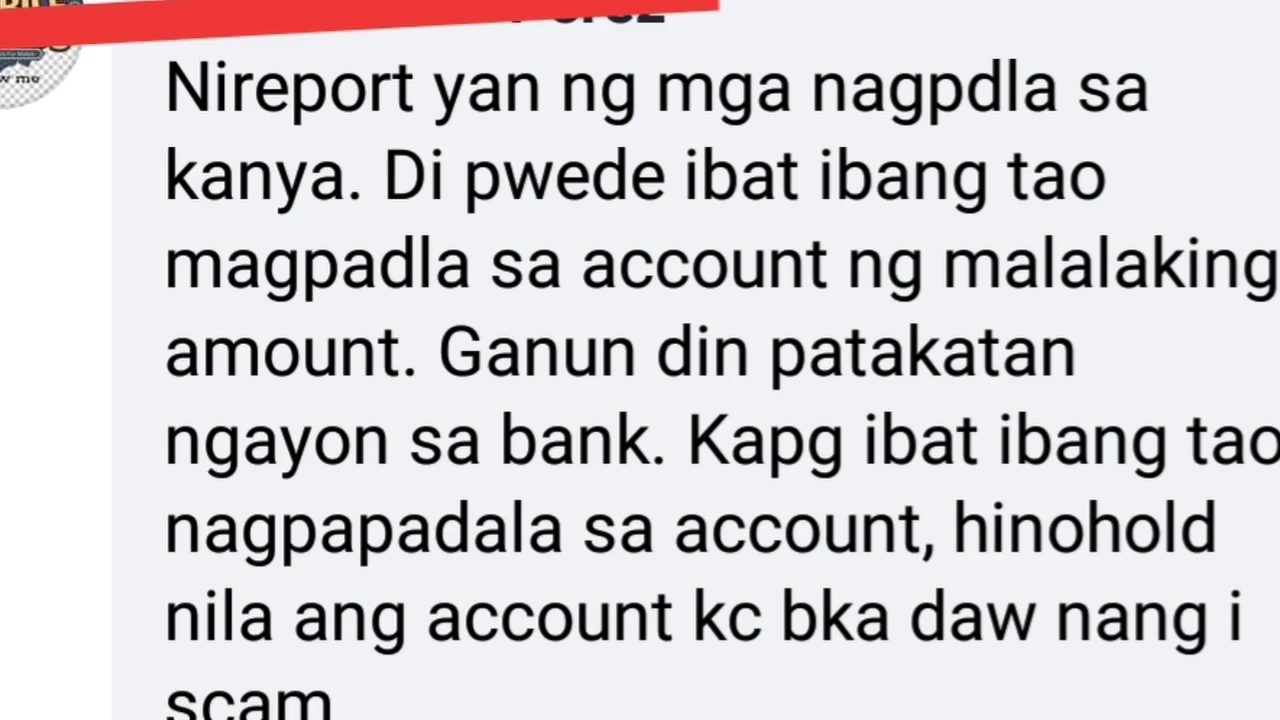 Nireport yan ng mga nagpdla sa
kanya. Di pwede ibat ibang tao
magpadla sa account ng malalaking
amount. Ganun din patakatan
ngayon sa bank. Kapg ibat ibang tao
nagpapadala sa account, hinohold
nila ang account kc bka daw nang i
scam